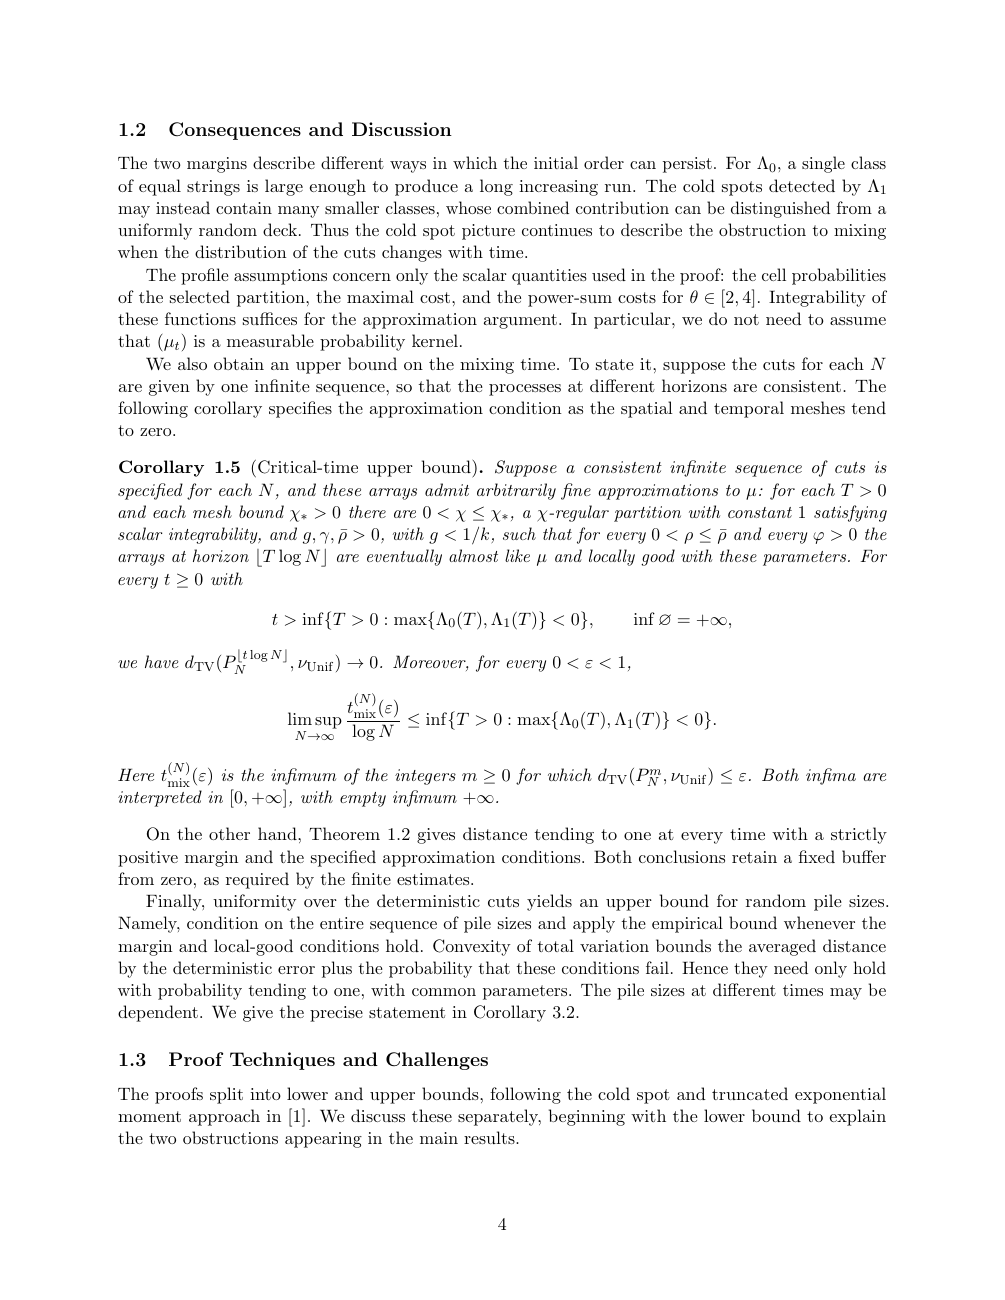 1.2 Consequences and Discussion
The two margins describe different ways in which the initial order can persist. For Λ₀, a single class
of equal strings is large enough to produce a long increasing run. The cold spots detected by Λ₁
may instead contain many smaller classes, whose combined contribution can be distinguished from a
uniformly random deck. Thus the cold spot picture continues to describe the obstruction to mixing
when the distribution of the cuts changes with time.
The profile assumptions concern only the scalar quantities used in the proof: the cell probabilities
of the selected partition, the maximal cost, and the power-sum costs for θ ∈ [2, 4]. Integrability of
these functions suffices for the approximation argument. In particular, we do not need to assume
that (μₜ) is a measurable probability kernel.
We also obtain an upper bound on the mixing time. To state it, suppose the cuts for each N
are given by one infinite sequence, so that the processes at different horizons are consistent. The
following corollary specifies the approximation condition as the spatial and temporal meshes tend
to zero.
Corollary 1.5 (Critical-time upper bound). Suppose a consistent infinite sequence of cuts is
specified for each N, and these arrays admit arbitrarily fine approximations to μ: for each T > 0
and each mesh bound χ∗ > 0 there are 0 < χ ≤ χ∗, a χ-regular partition with constant 1 satisfying
scalar integrability, and g, γ, ρ̄ > 0, with g < 1/k, such that for every 0 < ρ ≤ ρ̄ and every φ > 0 the
arrays at horizon ⌊T log N⌋ are eventually almost like μ and locally good with these parameters. For
every t ≥ 0 with
t > inf{T > 0 : max{Λ₀(T), Λ₁(T)} < 0}, inf ∅ = +∞,
we have d_TV(P_N^{⌊t log N⌋}, ν_Unif) → 0. Moreover, for every 0 < ε < 1,
lim sup_{N→∞} t_mix^{(N)}(ε) / log N ≤ inf{T > 0 : max{Λ₀(T), Λ₁(T)} < 0}.
Here t_mix^{(N)}(ε) is the infimum of the integers m ≥ 0 for which d_TV(P_N^m, ν_Unif) ≤ ε. Both infima are
interpreted in [0, +∞], with empty infimum +∞.
On the other hand, Theorem 1.2 gives distance tending to one at every time with a strictly
positive margin and the specified approximation conditions. Both conclusions retain a fixed buffer
from zero, as required by the finite estimates.
Finally, uniformity over the deterministic cuts yields an upper bound for random pile sizes.
Namely, condition on the entire sequence of pile sizes and apply the empirical bound whenever the
margin and local-good conditions hold. Convexity of total variation bounds the averaged distance
by the deterministic error plus the probability that these conditions fail. Hence they need only hold
with probability tending to one, with common parameters. The pile sizes at different times may be
dependent. We give the precise statement in Corollary 3.2.
1.3 Proof Techniques and Challenges
The proofs split into lower and upper bounds, following the cold spot and truncated exponential
moment approach in [1]. We discuss these separately, beginning with the lower bound to explain
the two obstructions appearing in the main results.
4